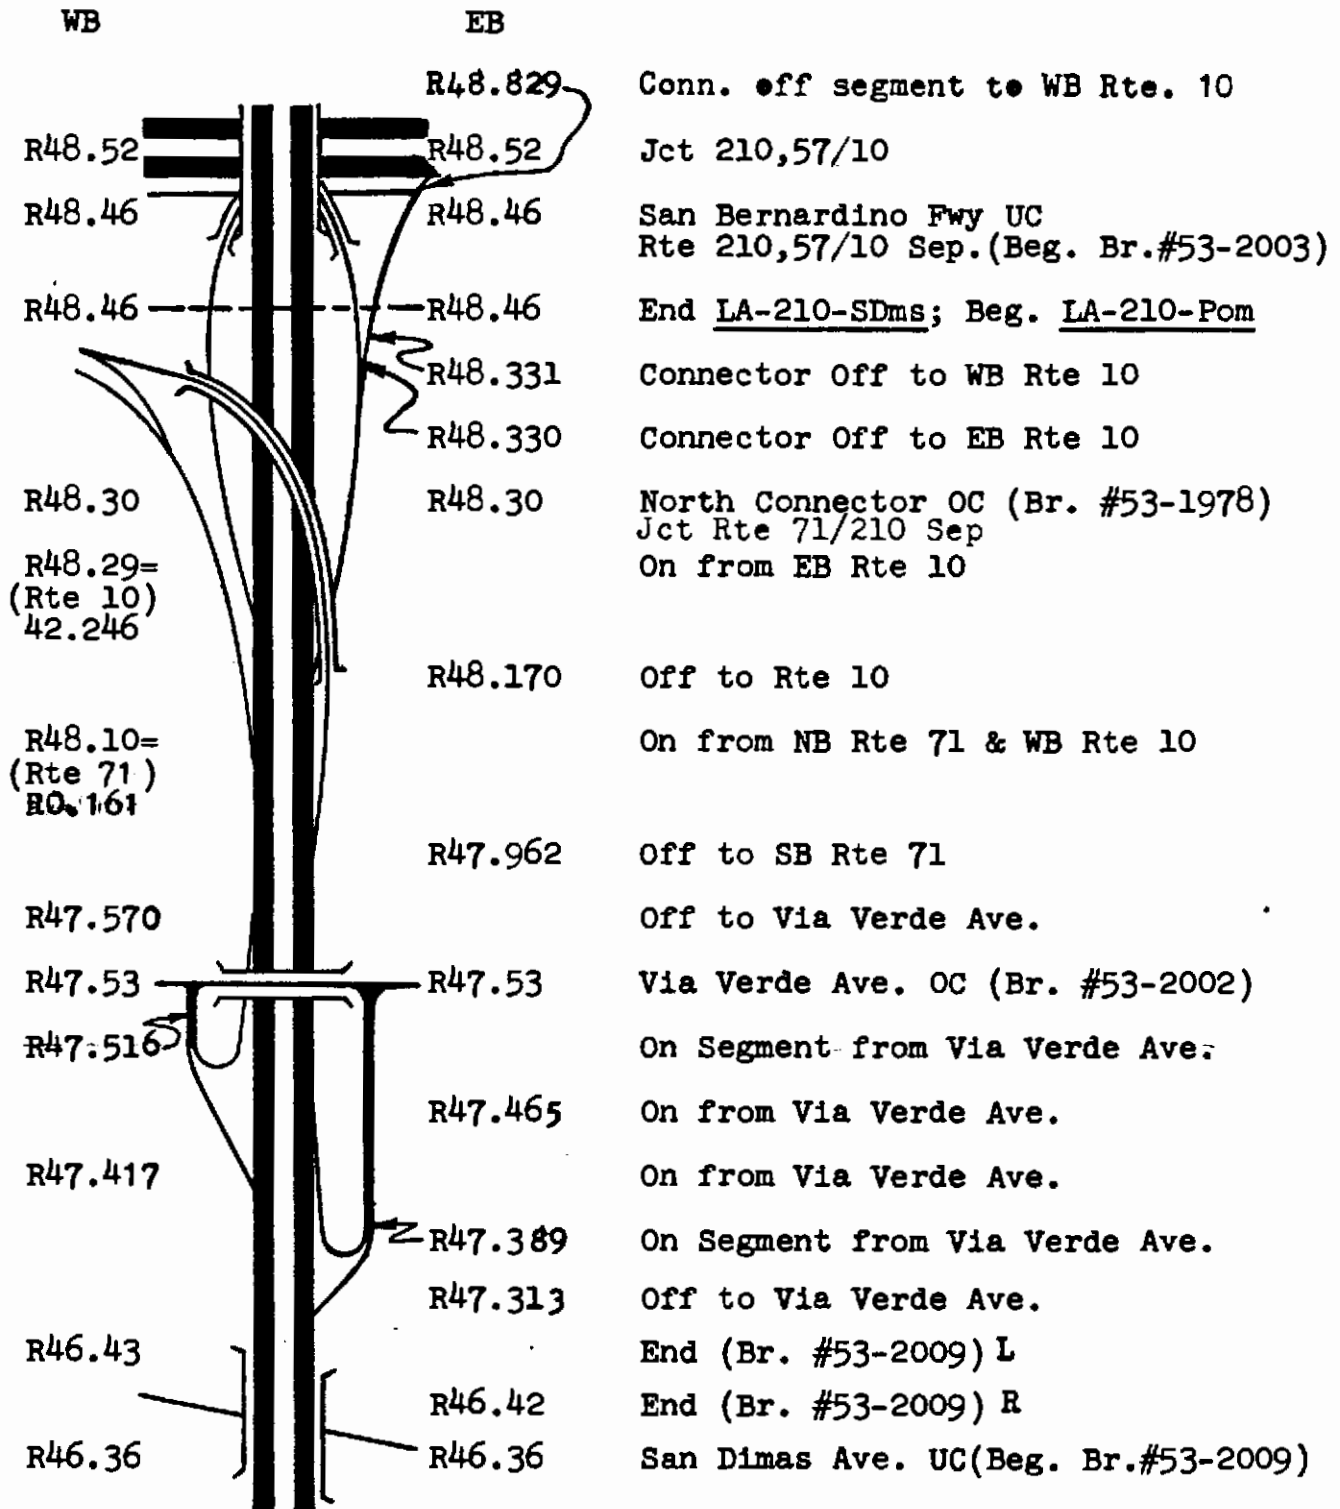 WB EB
R48.829 Conn. off segment to WB Rte. 10
R48.52 R48.52 Jct 210,57/10
R48.46 R48.46 San Bernardino Fwy UC
Rte 210,57/10 Sep.(Beg. Br.#53-2003)
R48.46 R48.46 End LA-210-SDms; Beg. LA-210-Pom
R48.331 Connector Off to WB Rte 10
R48.330 Connector Off to EB Rte 10
R48.30 R48.30 North Connector OC (Br. #53-1978)
Jct Rte 71/210 Sep
R48.29= On from EB Rte 10
(Rte 10)
42.246
R48.170 Off to Rte 10
R48.10= On from NB Rte 71 & WB Rte 10
(Rte 71)
R0.161
R47.962 Off to SB Rte 71
R47.570 Off to Via Verde Ave.
R47.53 R47.53 Via Verde Ave. OC (Br. #53-2002)
R47.516 On Segment from Via Verde Ave.
R47.465 On from Via Verde Ave.
R47.417 On from Via Verde Ave.
R47.389 On Segment from Via Verde Ave.
R47.313 Off to Via Verde Ave.
R46.43 End (Br. #53-2009) L
R46.42 End (Br. #53-2009) R
R46.36 R46.36 San Dimas Ave. UC(Beg. Br.#53-2009)